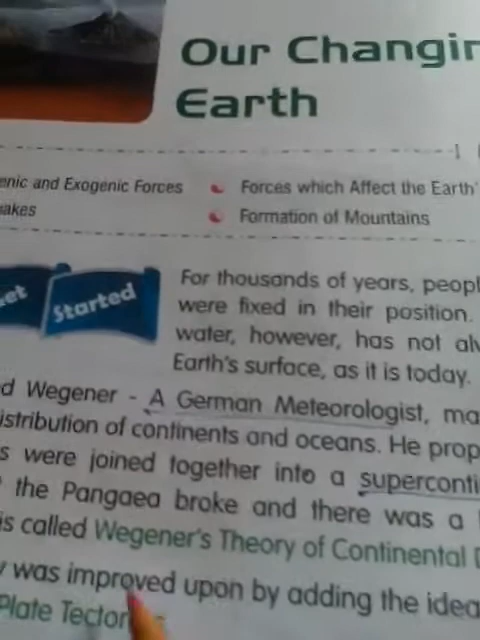 Our Changin
Earth
enic and Exogenic Forces
Forces which Affect the Earth'
akes
Formation of Mountains
et Started
For thousands of years, peopl
were fixed in their position.
water, however, has not alw
Earth's surface, as it is today.
d Wegener - A German Meteorologist, ma
istribution of continents and oceans. He prop
s were joined together into a superconti
the Pangaea broke and there was a
is called Wegener's Theory of Continental D
y was improved upon by adding the idea
Plate Tecton